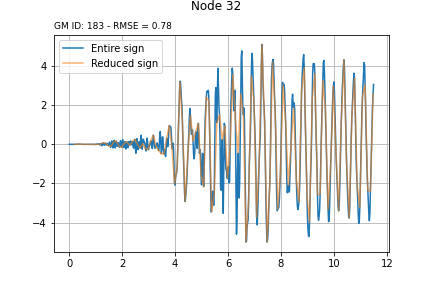 Node 32
GM ID: 183 - RMSE = 0.78
Entire sign
Reduced sign
4
2
0
−2
−4
0 2 4 6 8 10 12